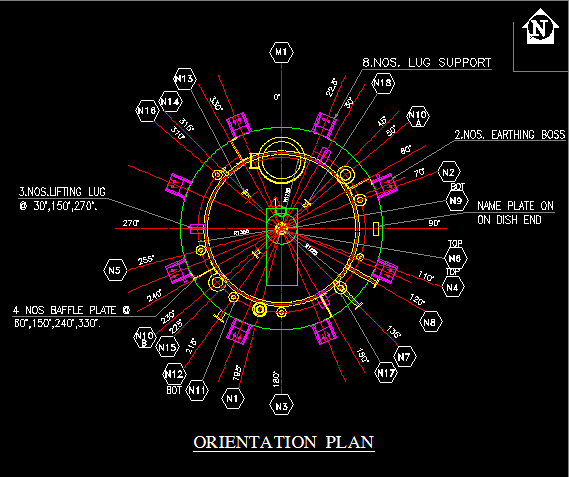 N
M1
8.NOS. LUG SUPPORT
N13
N18
N14
N16
N10
A
0°
22.5°
30°
330°
315°
310°
45°
50°
60°
70°
2.NOS. EARTHING BOSS
N2
BOT
N9
3.NOS.LIFTING LUG
@ 30°,150°,270°.
NAME PLATE ON
ON DISH END
270°
90°
TOP
N6
TOP
N4
N5
255°
110°
240°
120°
4 NOS BAFFLE PLATE @
60°,150°,240°,330°.
N8
230°
225°
N10
B
N15
215°
135°
150°
N7
N12
BOT
N11
N17
N1
195°
180°
N3
ORIENTATION PLAN